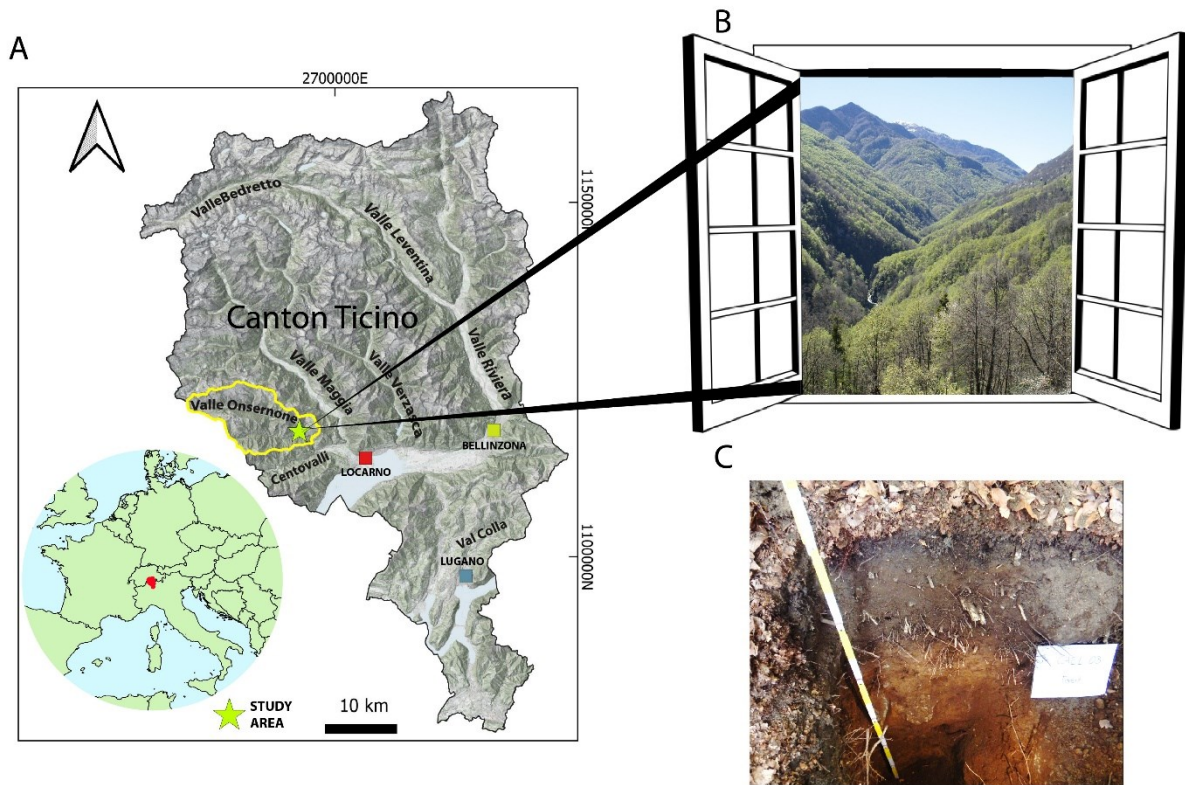 A
B
2700000E
1150000N
ValleBedretto
Valle Leventina
Canton Ticino
Valle Riviera
Valle Maggia
Valle Verzasca
Valle Onsernone
BELLINZONA
Centovalli
LOCARNO
C
Val Colla
1100000N
LUGANO
STUDY
AREA
10 km